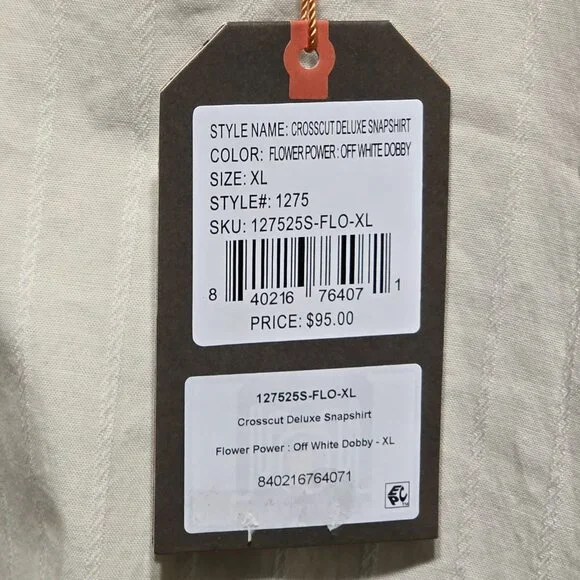 STYLE NAME: CROSSCUT DELUXE SNAPSHIRT
COLOR: FLOWER POWER : OFF WHITE DOBBY
SIZE: XL
STYLE#: 1275
SKU: 127525S-FLO-XL
8 40216 76407 1
PRICE: $95.00
127525S-FLO-XL
Crosscut Deluxe Snapshirt
Flower Power : Off White Dobby - XL
840216764071
EPC